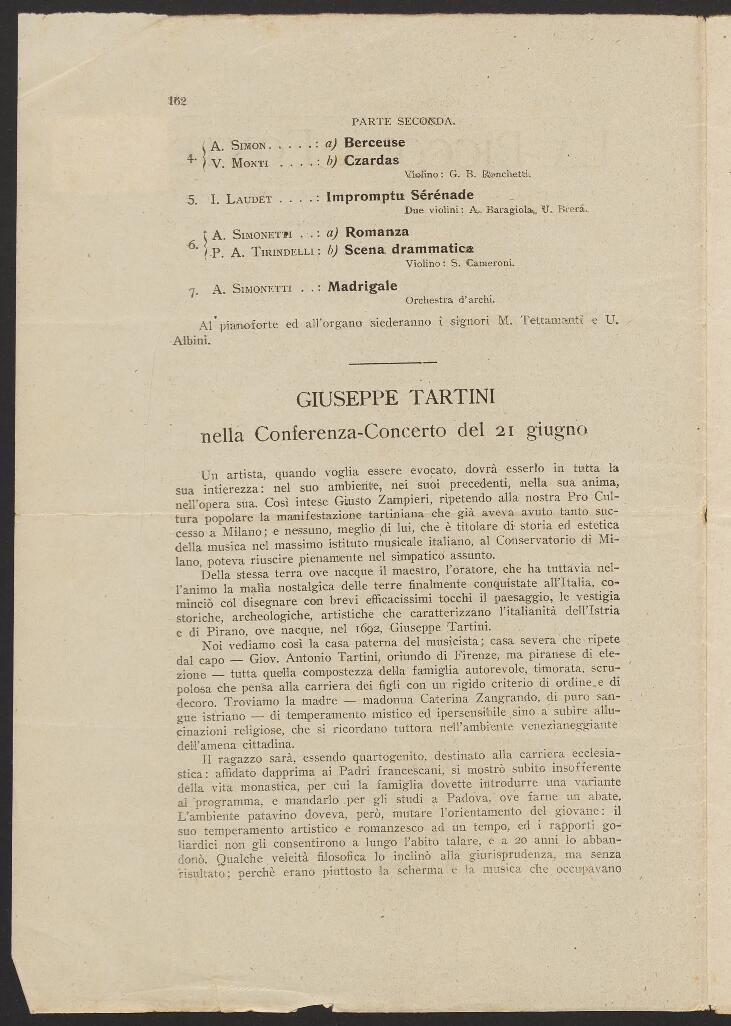 162
PARTE SECONDA.
4. { A. Simon . . . . . : a) Berceuse
V. Monti . . . . : b) Czardas
Violino: G. B. Ronchetti.
5. I. Laudet . . . . : Impromptu Sérénade
Due violini: A. Baragiola, U. Brera.
6. { A. Simonetti . . : a) Romanza
P. A. Tirindelli : b) Scena drammatica
Violino: S. Cameroni.
7. A. Simonetti . . : Madrigale
Orchestra d'archi.
Al pianoforte ed all'organo siederanno i signori M. Tettamanti e U.
Albini.
GIUSEPPE TARTINI
nella Conferenza-Concerto del 21 giugno
Un artista, quando voglia essere evocato, dovrà esserlo in tutta la
sua intierezza: nel suo ambiente, nei suoi precedenti, nella sua anima,
nell'opera sua. Così intese Giusto Zampieri, ripetendo alla nostra Pro Cul-
tura popolare la manifestazione tartiniana che già aveva avuto tanto suc-
cesso a Milano; e nessuno, meglio di lui, che è titolare di storia ed estetica
della musica nel massimo istituto musicale italiano, al Conservatorio di Mi-
lano, poteva riuscire pienamente nel simpatico assunto.
Della stessa terra ove nacque il maestro, l'oratore, che ha tuttavia nel-
l'animo la malìa nostalgica delle terre finalmente conquistate all'Italia, co-
minciò col disegnare con brevi efficacissimi tocchi il paesaggio, le vestigia
storiche, archeologiche, artistiche che caratterizzano l'italianità dell'Istria
e di Pirano, ove nacque, nel 1692, Giuseppe Tartini.
Noi vediamo così la casa paterna del musicista; casa severa che ripete
dal capo — Giov. Antonio Tartini, oriundo di Firenze, ma piranese di ele-
zione — tutta quella compostezza della famiglia autorevole, timorata, scru-
polosa che pensa alla carriera dei figli con un rigido criterio di ordine e di
decoro. Troviamo la madre — madonna Caterina Zangrando, di puro san-
gue istriano — di temperamento mistico ed ipersensibile sino a subire allu-
cinazioni religiose, che si ricordano tuttora nell'ambiente venezianeggiante
dell'amena cittadina.
Il ragazzo sarà, essendo quartogenito, destinato alla carriera ecclesia-
stica: affidato dapprima ai Padri francescani, si mostrò subito insofferente
della vita monastica, per cui la famiglia dovette introdurre una variante
al programma, e mandarlo per gli studi a Padova, ove farne un abate.
L'ambiente patavino doveva, però, mutare l'orientamento del giovane: il
suo temperamento artistico e romanzesco ad un tempo, ed i rapporti go-
liardici non gli consentirono a lungo l'abito talare, e a 20 anni lo abban-
donò. Qualche veleità filosofica lo inclinò alla giurisprudenza, ma senza
risultato; perchè erano piuttosto la scherma e la musica che occupavano